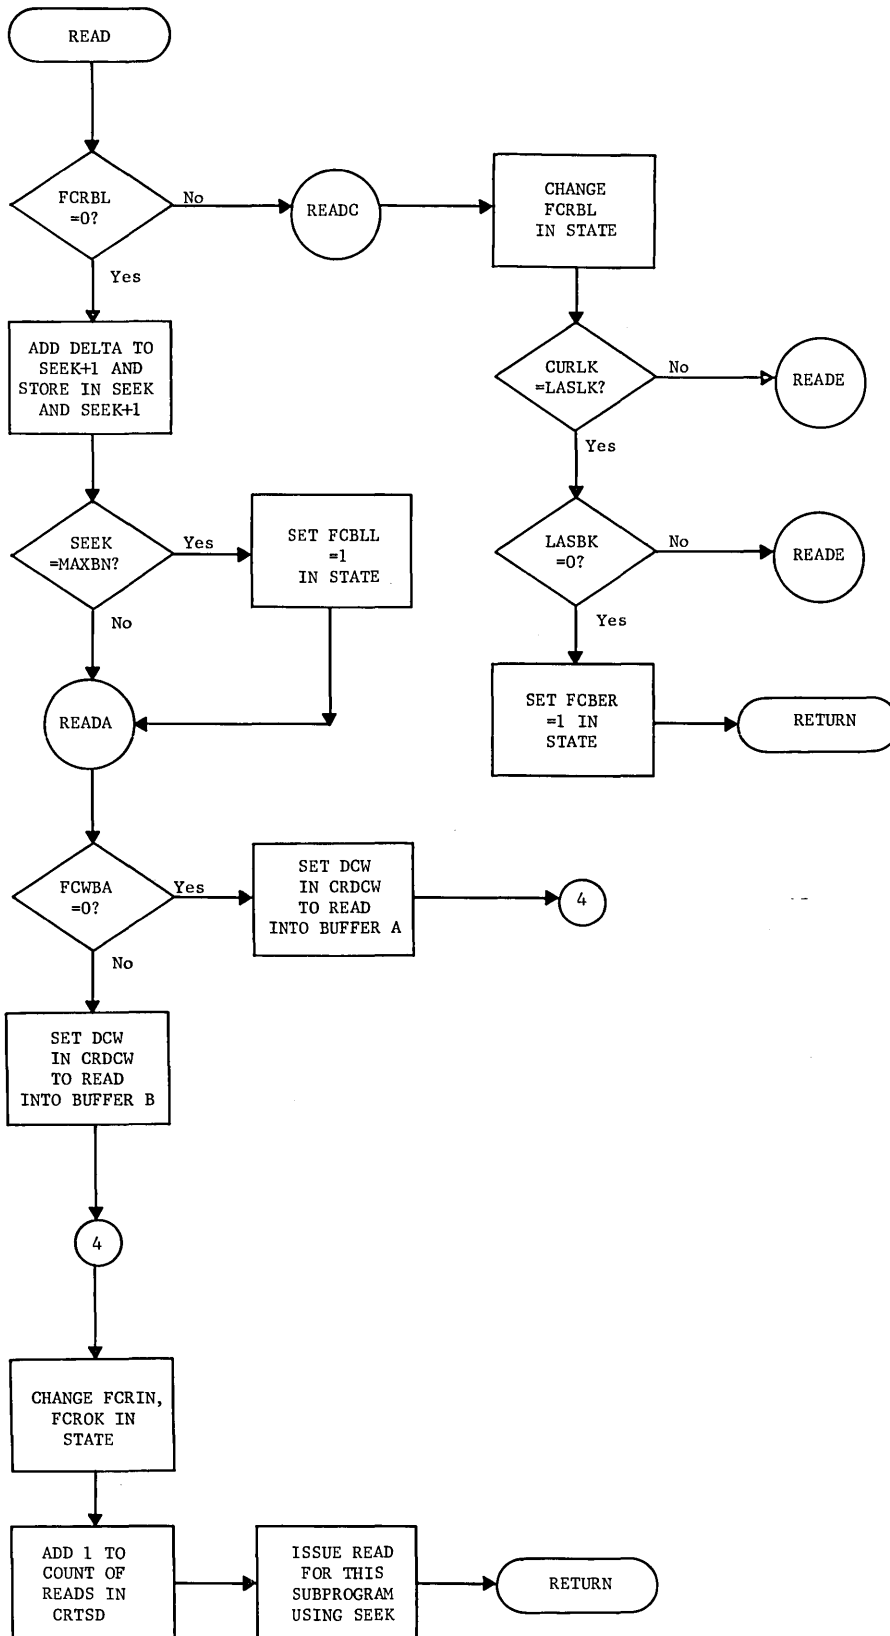 READ
FCRBL
=0?
No
READC
CHANGE
FCRBL
IN STATE
Yes
ADD DELTA TO
SEEK+1 AND
STORE IN SEEK
AND SEEK+1
CURLK
=LASLK?
No
READE
Yes
SEEK
=MAXBN?
Yes
SET FCBLL
=1
IN STATE
No
LASBK
=0?
No
READE
Yes
READA
SET FCBER
=1 IN
STATE
RETURN
FCWBA
=0?
Yes
SET DCW
IN CRDCW
TO READ
INTO BUFFER A
4
No
SET DCW
IN CRDCW
TO READ
INTO BUFFER B
4
CHANGE FCRIN,
FCROK IN
STATE
ADD 1 TO
COUNT OF
READS IN
CRTSD
ISSUE READ
FOR THIS
SUBPROGRAM
USING SEEK
RETURN